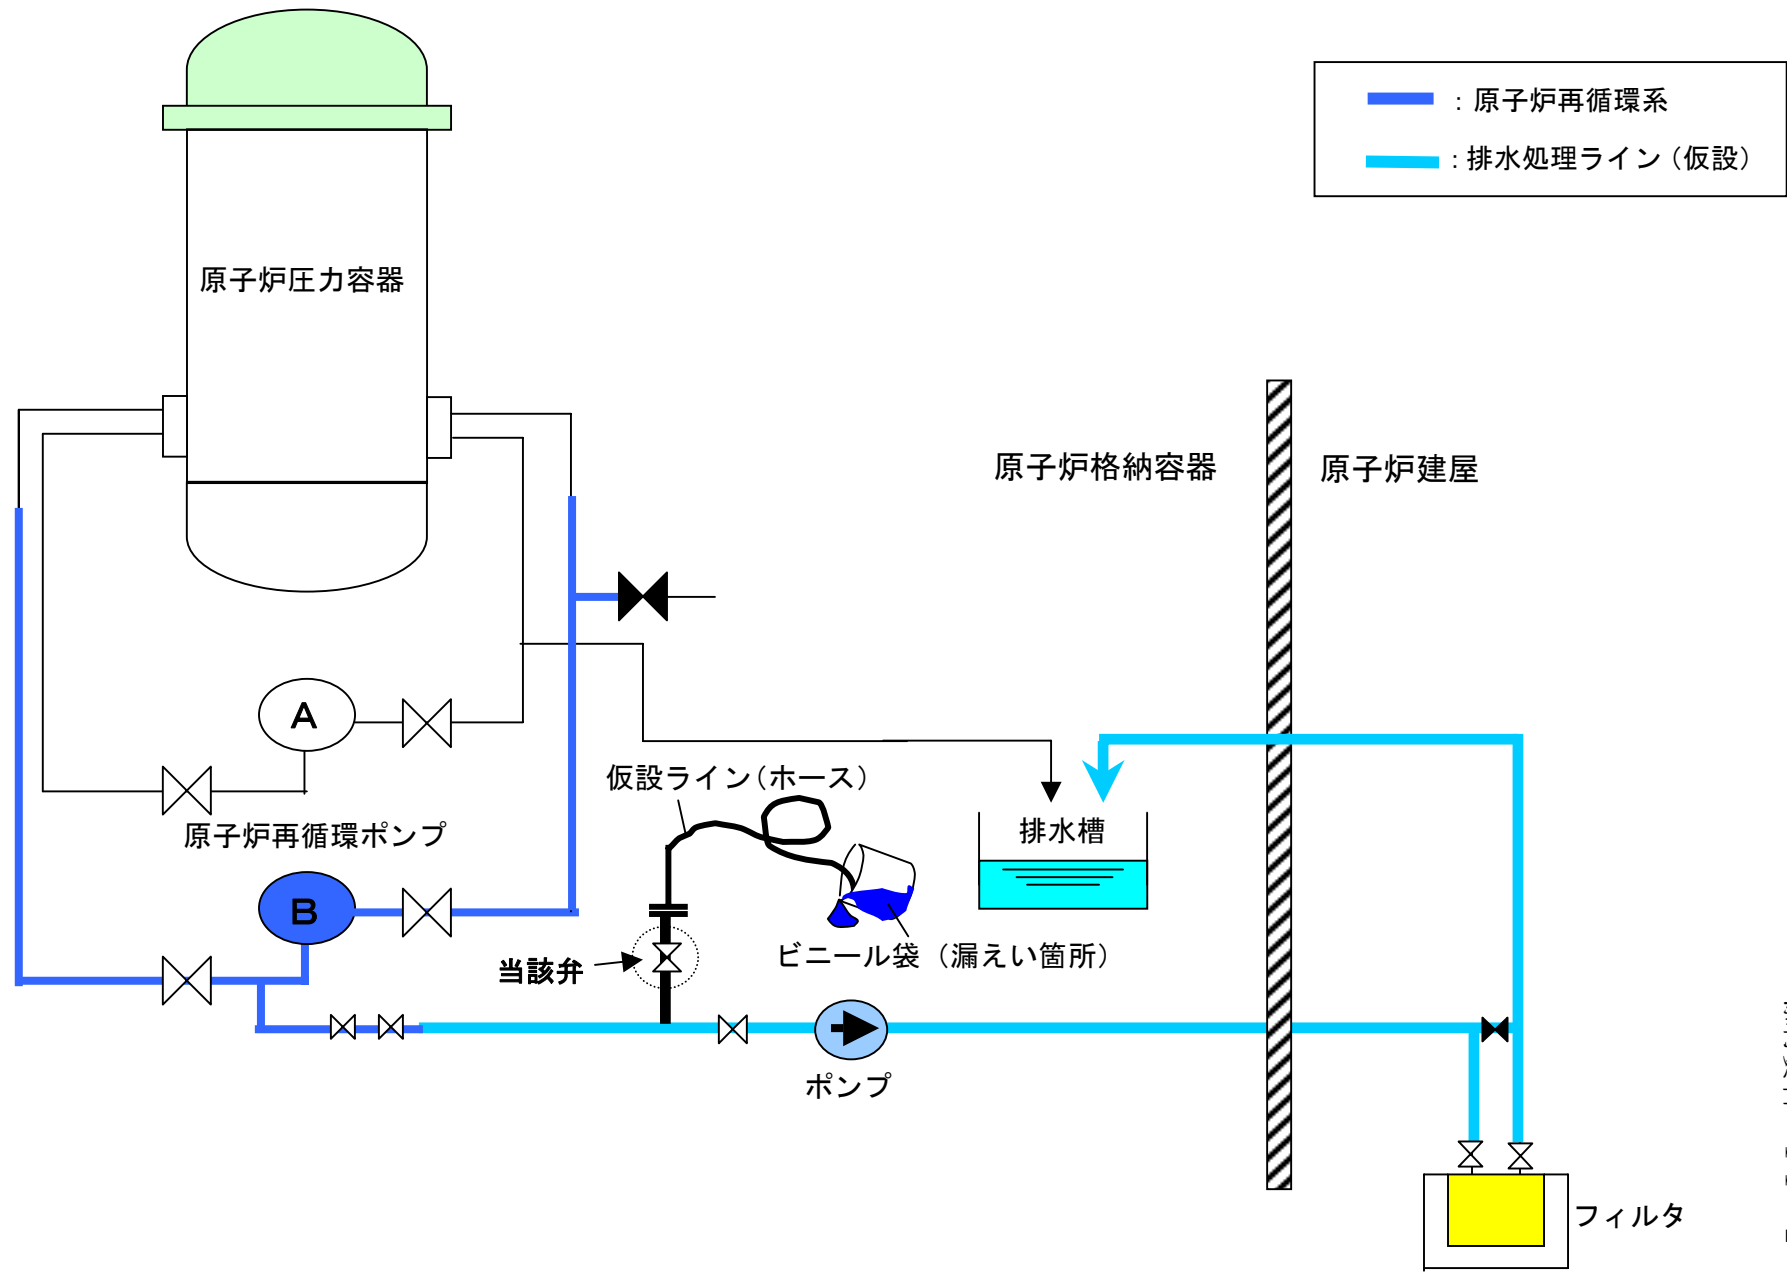 ：原子炉再循環系
：排水処理ライン（仮設）
原子炉圧力容器
原子炉格納容器
原子炉建屋
A
仮設ライン（ホース）
原子炉再循環ポンプ
排水槽
B
ビニール袋（漏えい箇所）
当該弁
ポンプ
フィルタ